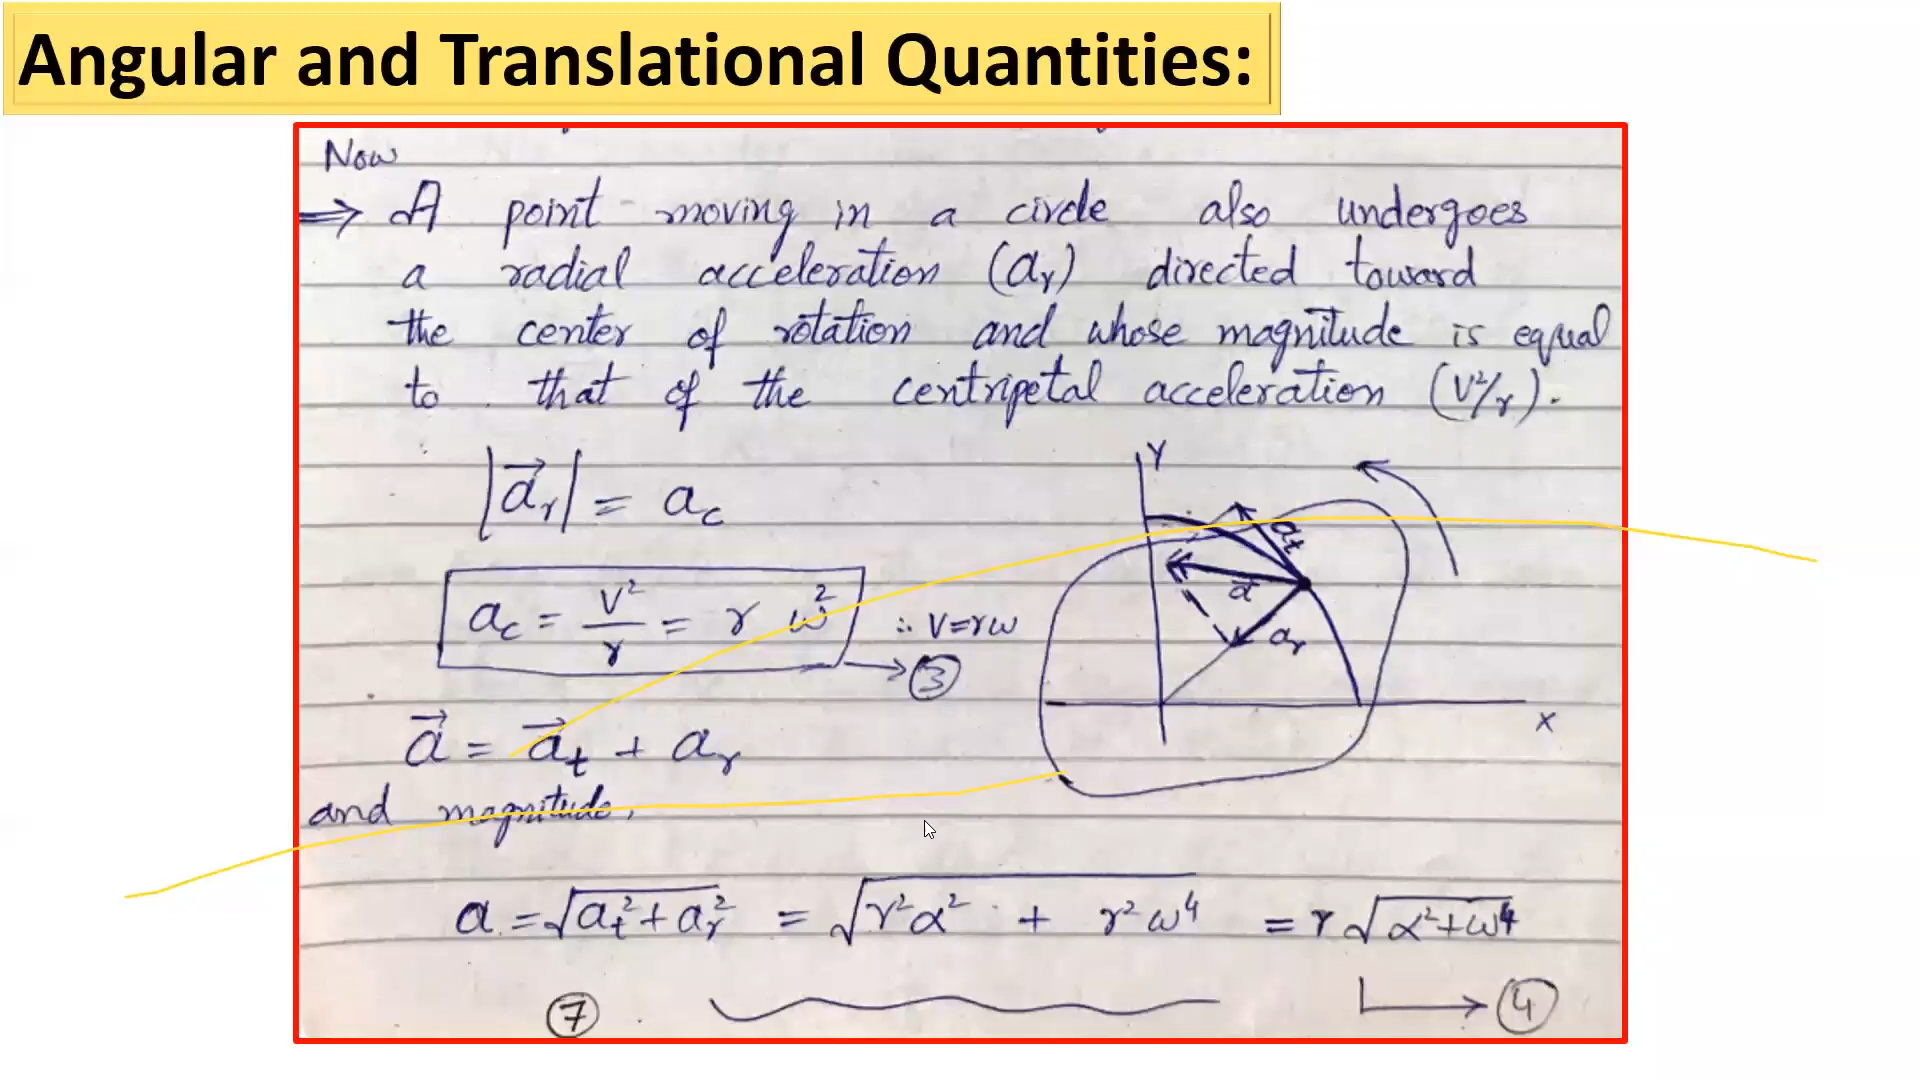 Angular and Translational Quantities:
Now
⇒ A point moving in a circle also undergoes
a radial acceleration (aᵣ) directed toward
the center of rotation and whose magnitude is equal
to that of the centripetal acceleration (V²/r).
|a⃗ᵣ| = a꜀
a꜀ = V²/r = r ω² ∴ V=rω
→ ③
a⃗ = a⃗ₜ + aᵣ
and magnitude,
a = √(aₜ² + aᵣ²) = √(r²α² + r²ω⁴) = r √(α²+ω⁴)
⑦ → ④
Y
aₜ
a⃗
aᵣ
X